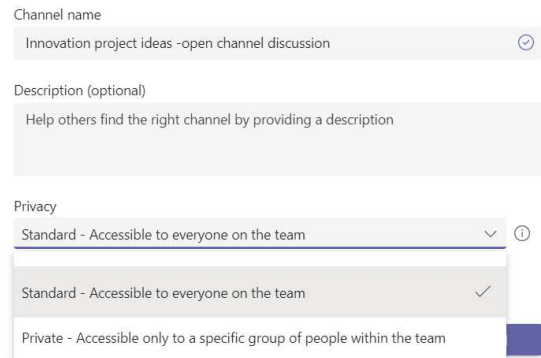 Channel name
Innovation project ideas -open channel discussion
Description (optional)
Help others find the right channel by providing a description
Privacy
Standard - Accessible to everyone on the team
Standard - Accessible to everyone on the team
Private - Accessible only to a specific group of people within the team